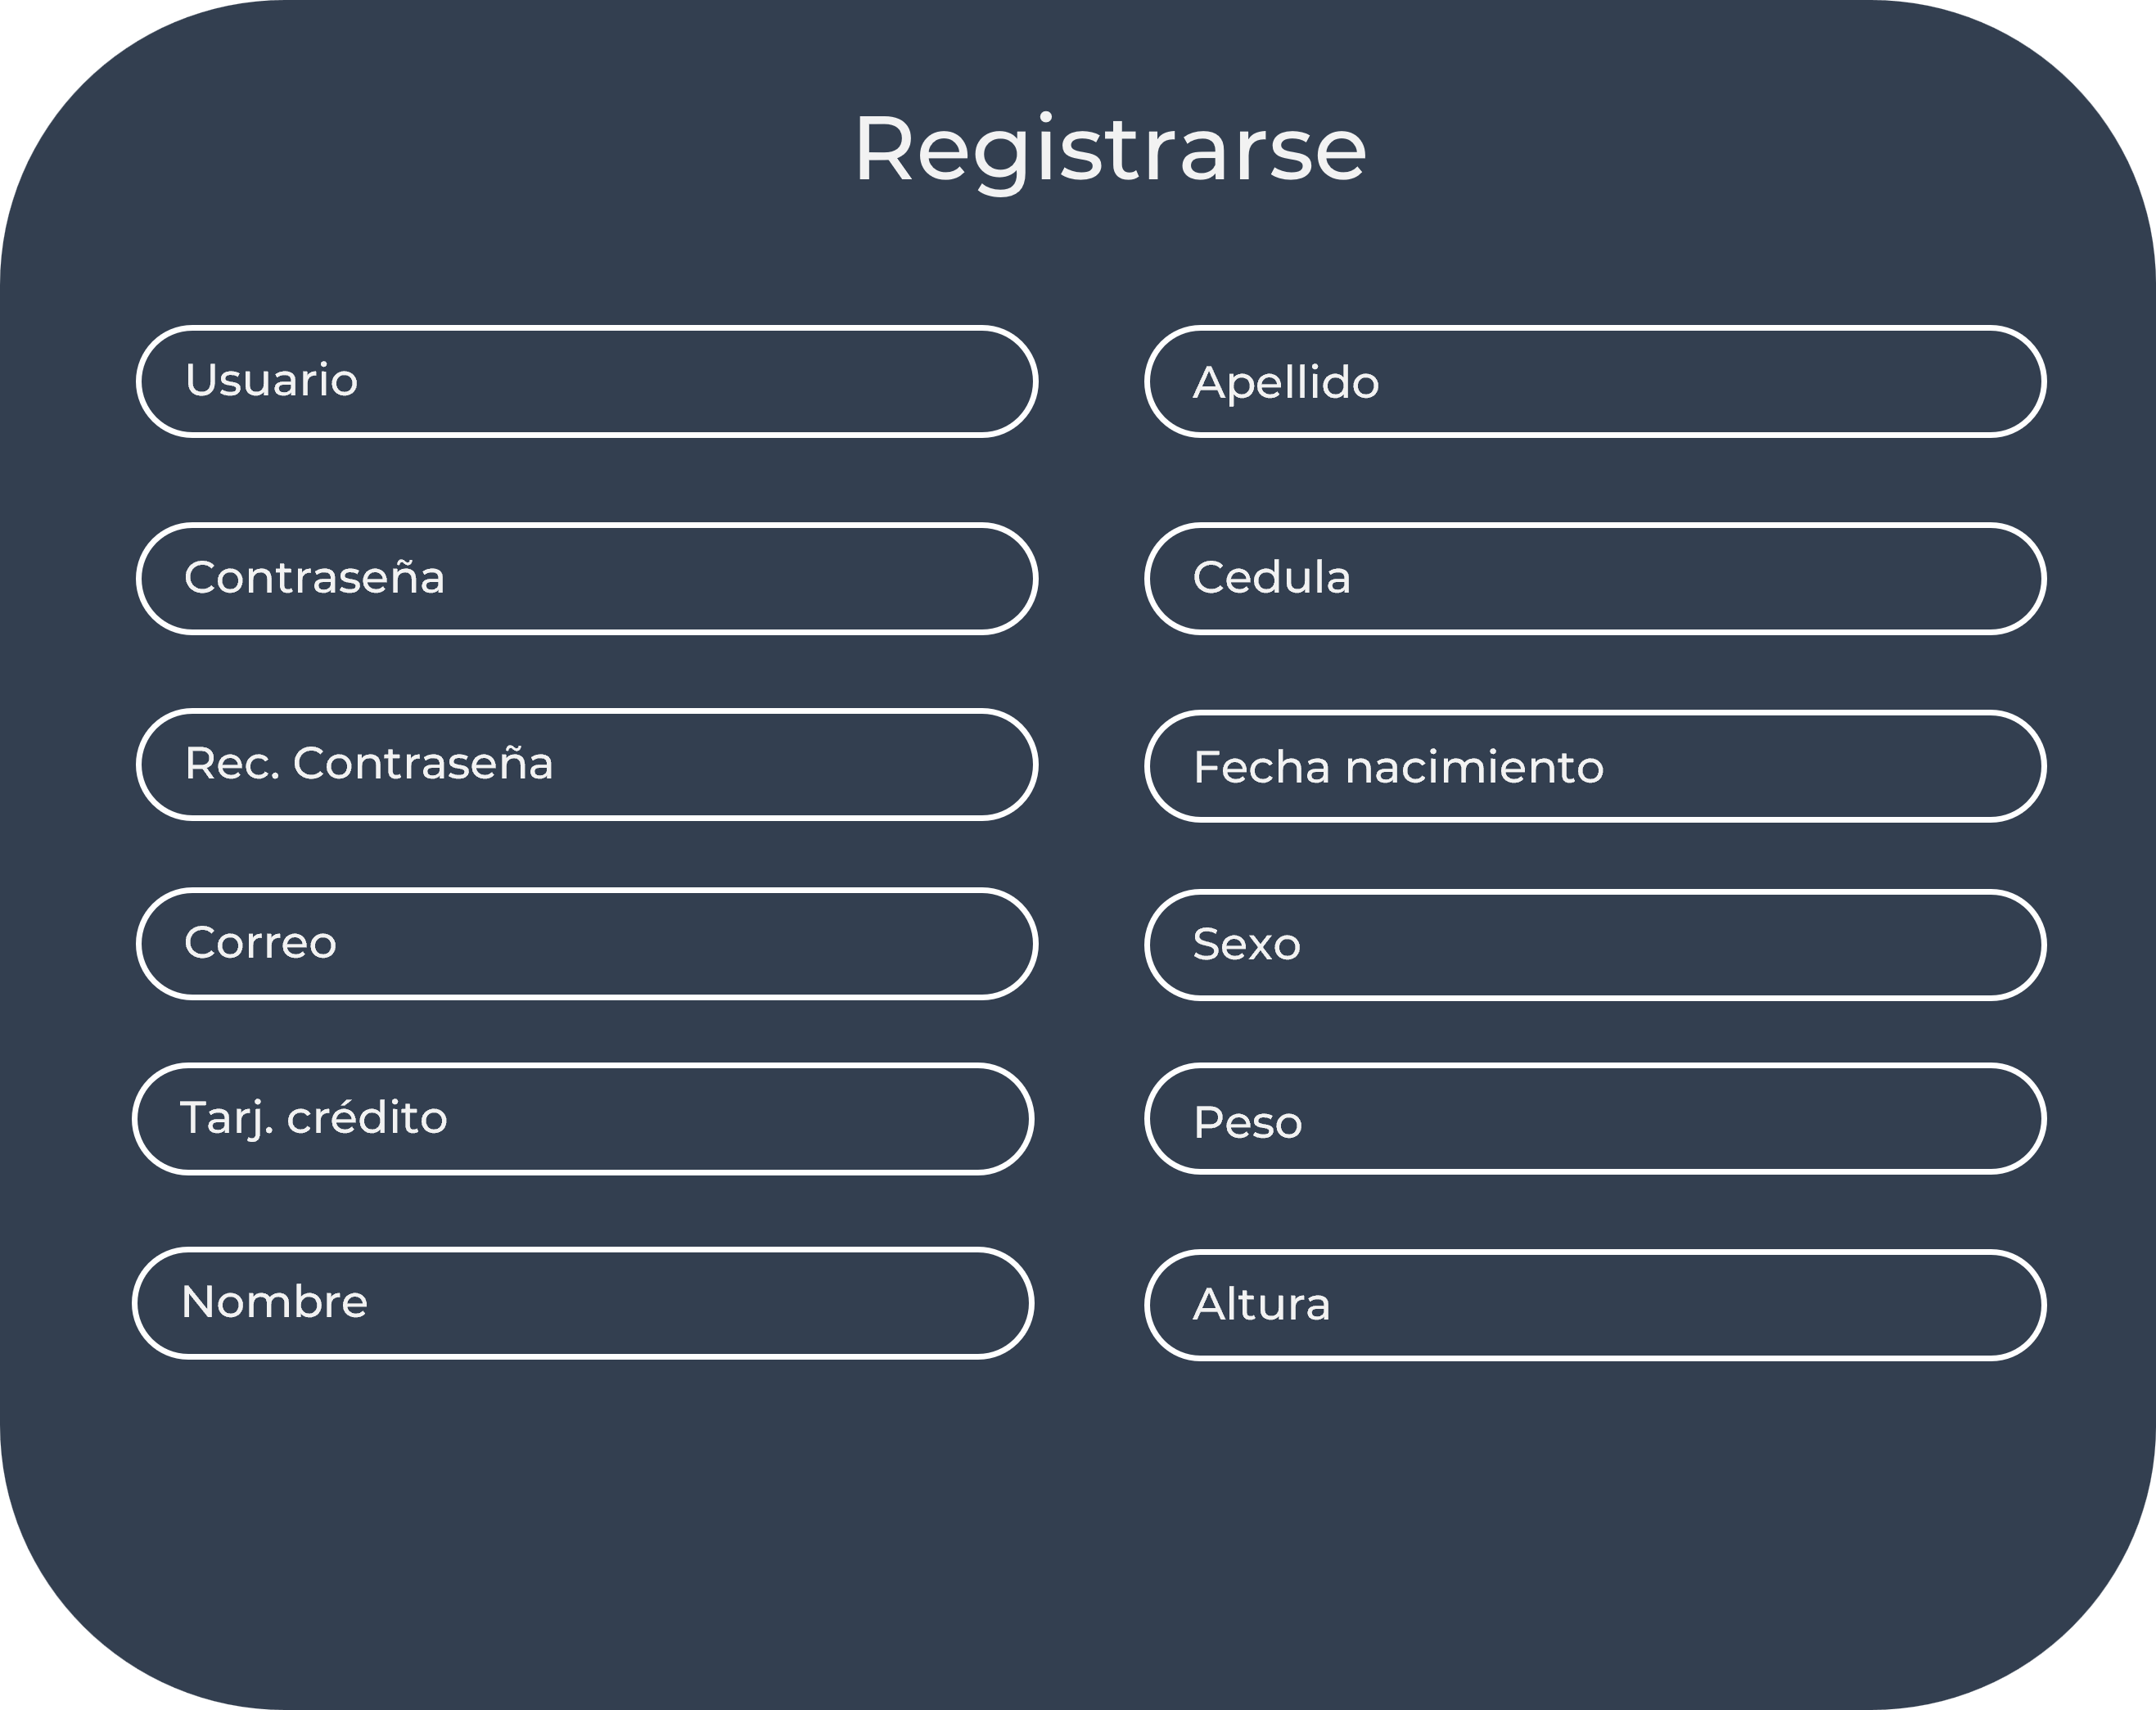 Registrarse
Usuario
Apellido
Contraseña
Cedula
Rec. Contraseña
Fecha nacimiento
Correo
Sexo
Tarj. crédito
Peso
Nombre
Altura